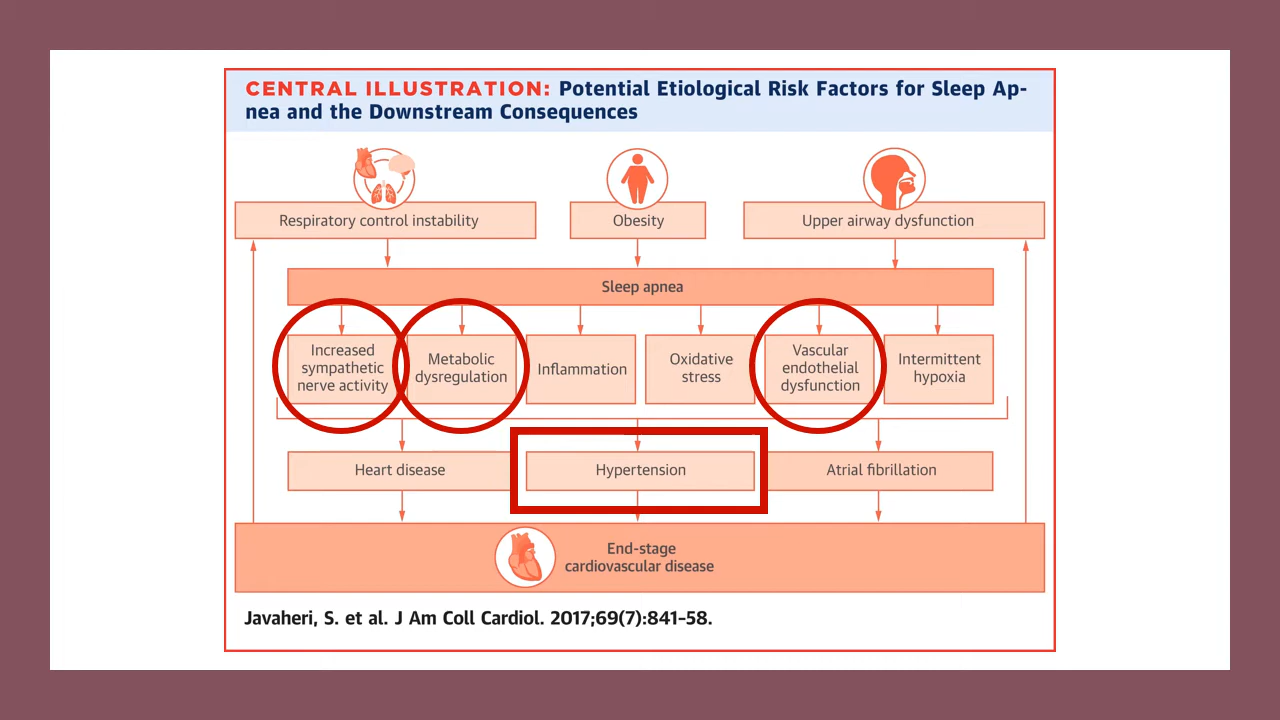 CENTRAL ILLUSTRATION: Potential Etiological Risk Factors for Sleep Ap-
nea and the Downstream Consequences
Respiratory control instability
Obesity
Upper airway dysfunction
Sleep apnea
Increased
sympathetic
nerve activity
Metabolic
dysregulation
Inflammation
Oxidative
stress
Vascular
endothelial
dysfunction
Intermittent
hypoxia
Heart disease
Hypertension
Atrial fibrillation
End-stage
cardiovascular disease
Javaheri, S. et al. J Am Coll Cardiol. 2017;69(7):841–58.